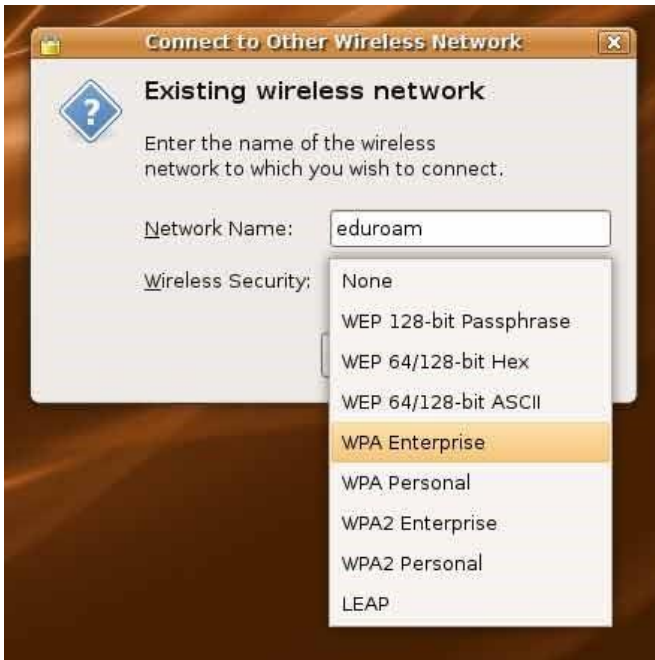 Connect to Other Wireless Network
Existing wireless network
Enter the name of the wireless
network to which you wish to connect.
Network Name: eduroam
Wireless Security:
None
WEP 128-bit Passphrase
WEP 64/128-bit Hex
WEP 64/128-bit ASCII
WPA Enterprise
WPA Personal
WPA2 Enterprise
WPA2 Personal
LEAP